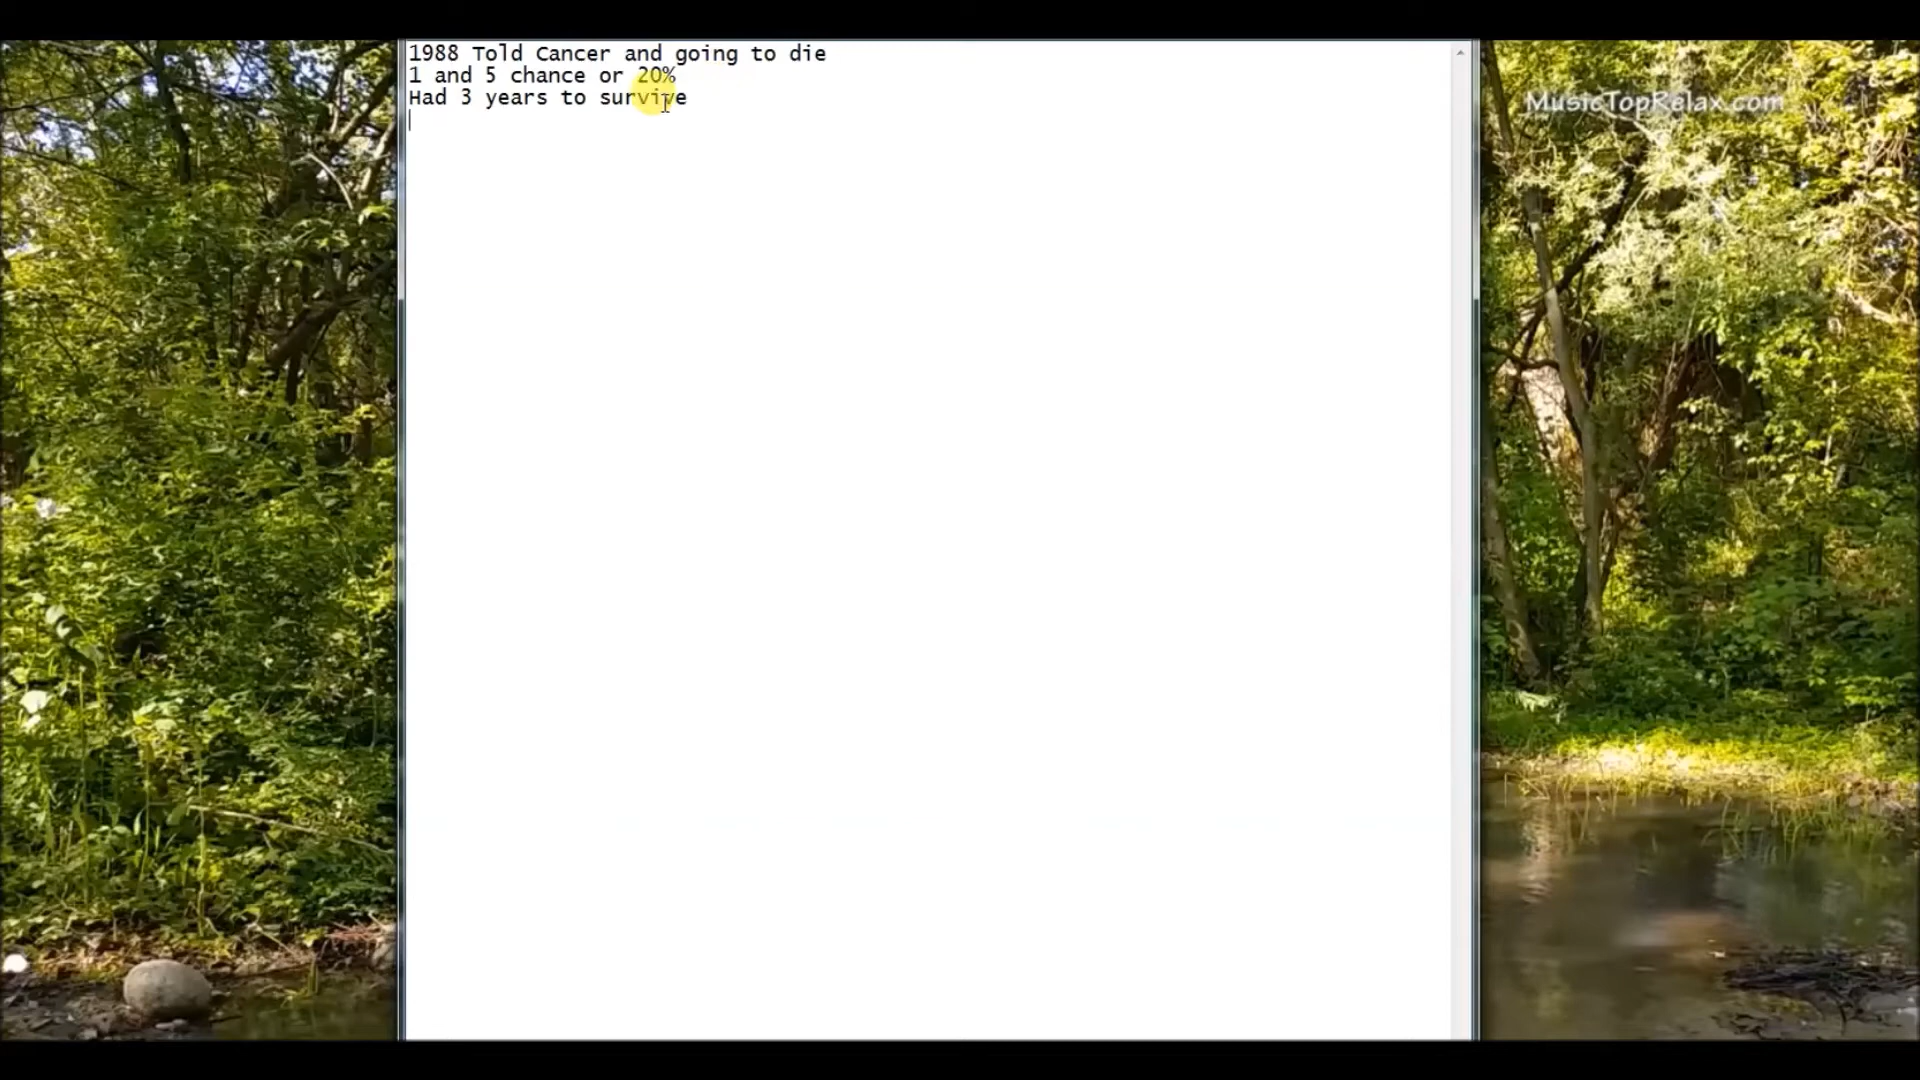 1988 Told Cancer and going to die
1 and 5 chance or 20%
Had 3 years to survive
MusicTopRelax.com